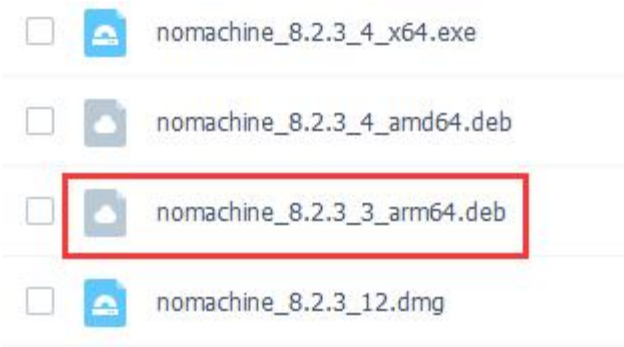 nomachine_8.2.3_4_x64.exe
nomachine_8.2.3_4_amd64.deb
nomachine_8.2.3_3_arm64.deb
nomachine_8.2.3_12.dmg